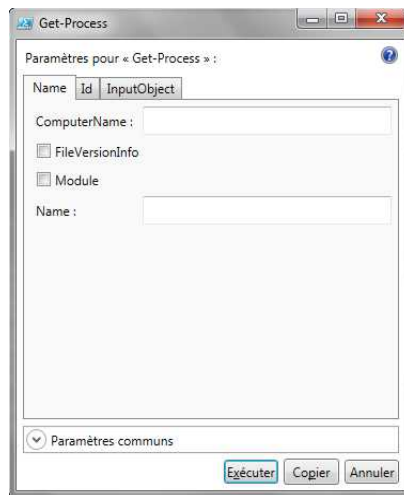 Get-Process
Paramètres pour « Get-Process » :
Name Id InputObject
ComputerName :
FileVersionInfo
Module
Name :
Paramètres communs
Exécuter Copier Annuler